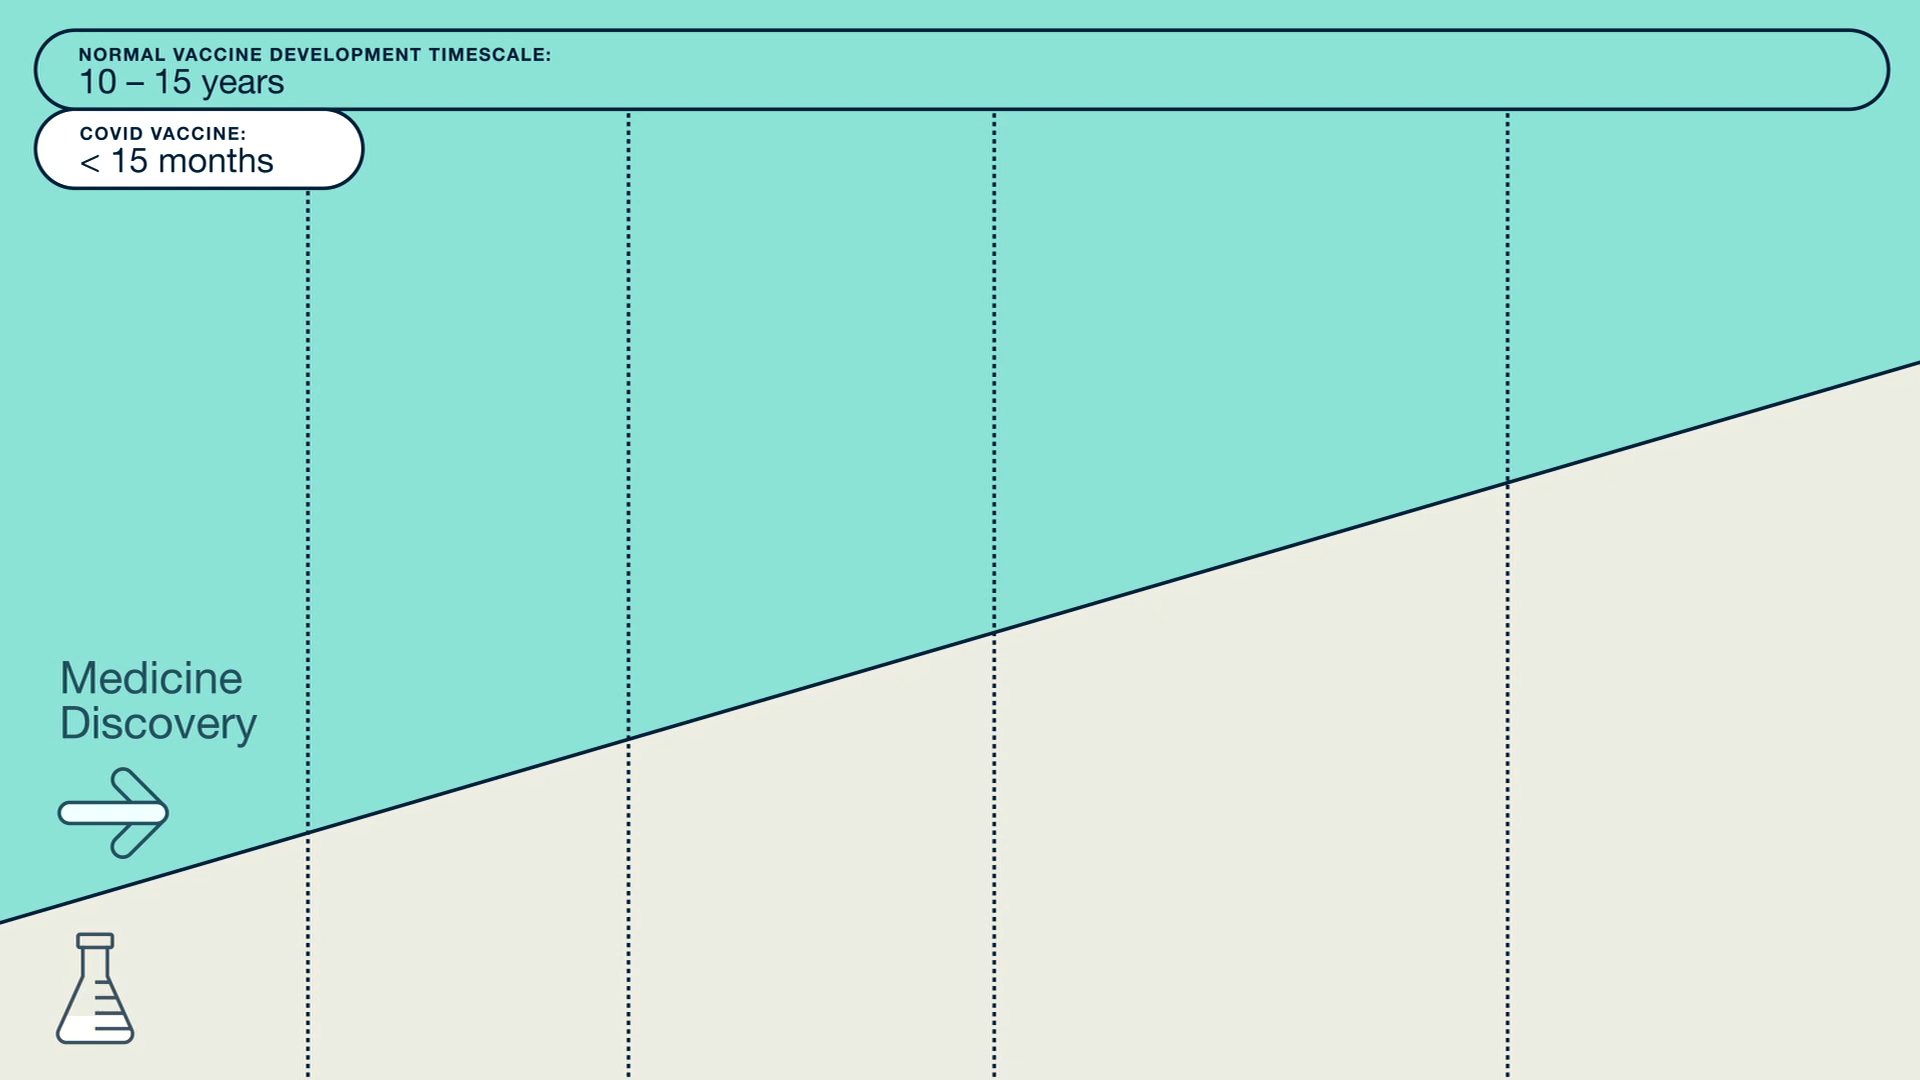 NORMAL VACCINE DEVELOPMENT TIMESCALE:
10 – 15 years
COVID VACCINE:
< 15 months
Medicine
Discovery